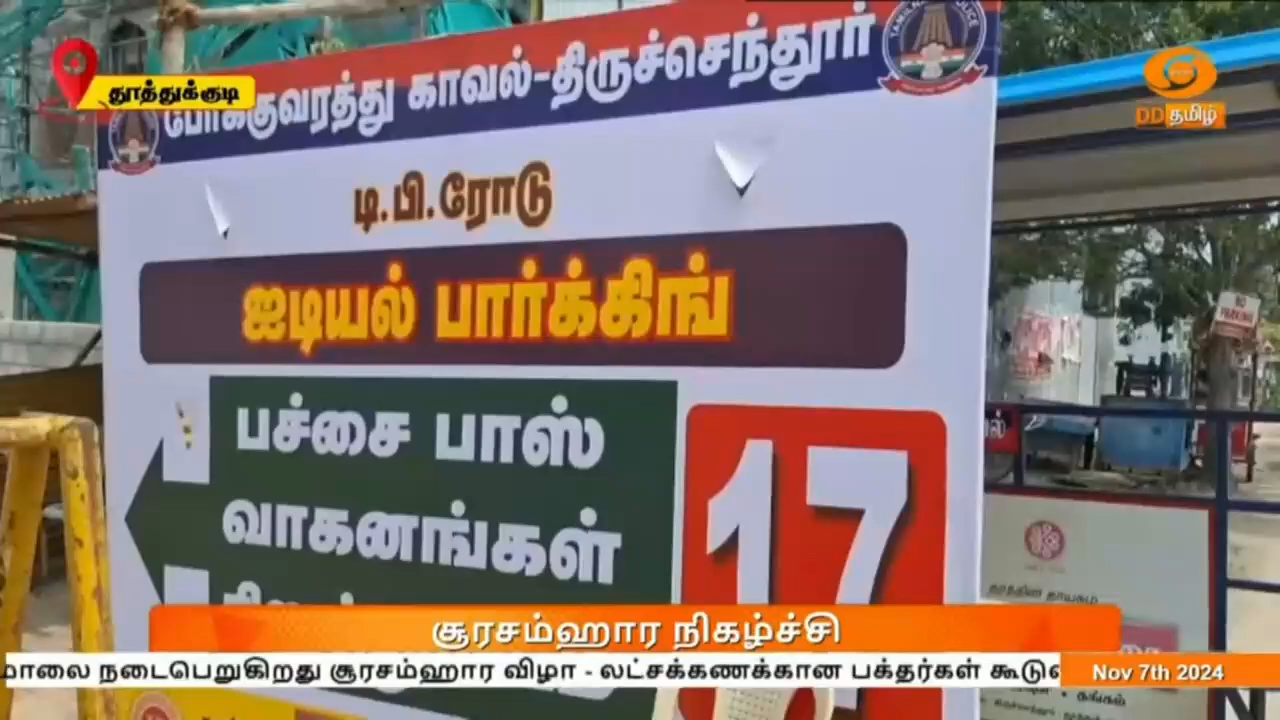 தூத்துக்குடி
DD தமிழ்
போக்குவரத்து காவல்-திருச்செந்தூர்
டி.பி.ரோடு
ஐடியல் பார்க்கிங்
பச்சை பாஸ்
வாகனங்கள்
17
NO
PARKING
சூரசம்ஹார நிகழ்ச்சி
மாலை நடைபெறுகிறது சூரசம்ஹார விழா - லட்சக்கணக்கான பக்தர்கள் கூடுவ
Nov 7th 2024